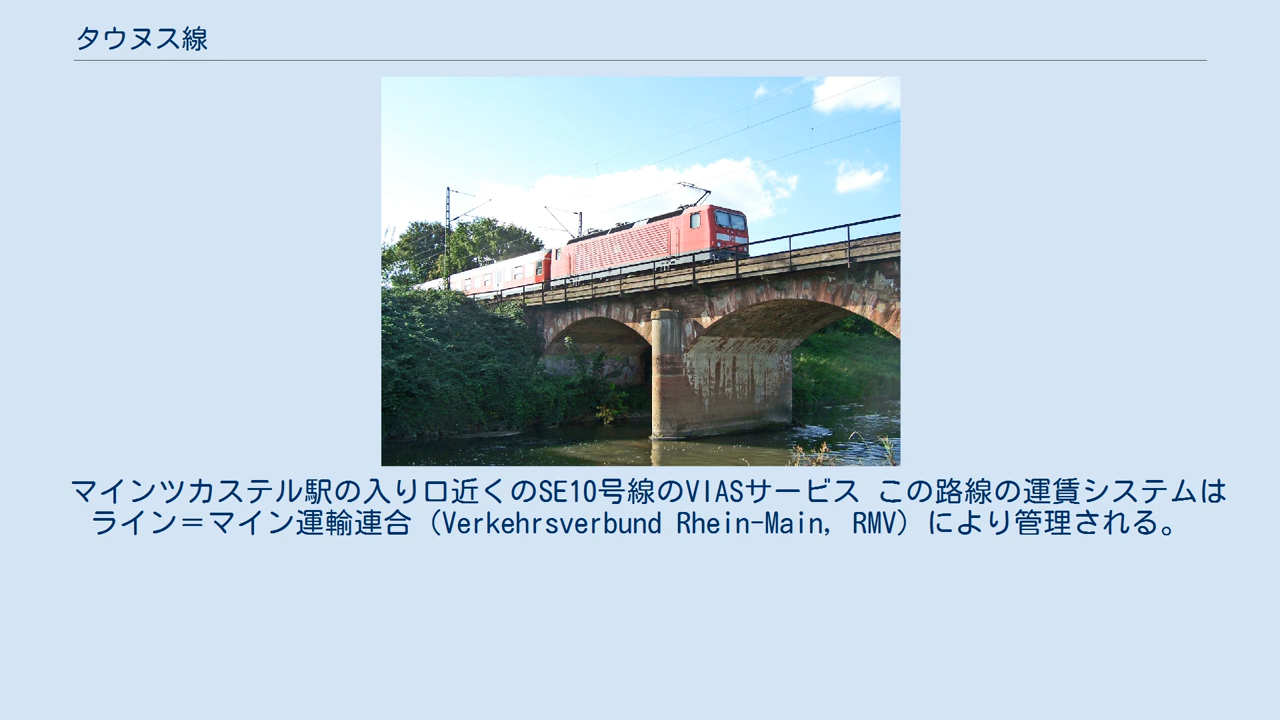 タウヌス線
マインツカステル駅の入り口近くのSE10号線のVIASサービス この路線の運賃システムは
ライン＝マイン運輸連合（Verkehrsverbund Rhein-Main, RMV）により管理される。